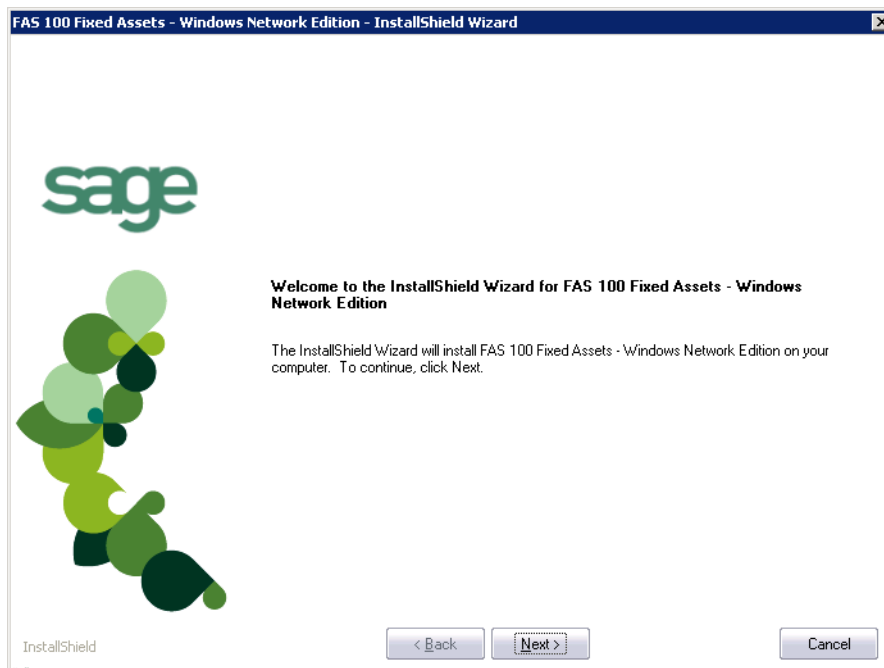 FAS 100 Fixed Assets - Windows Network Edition - InstallShield Wizard
sage
Welcome to the InstallShield Wizard for FAS 100 Fixed Assets - Windows
Network Edition
The InstallShield Wizard will install FAS 100 Fixed Assets - Windows Network Edition on your
computer. To continue, click Next.
InstallShield
< Back
Next >
Cancel